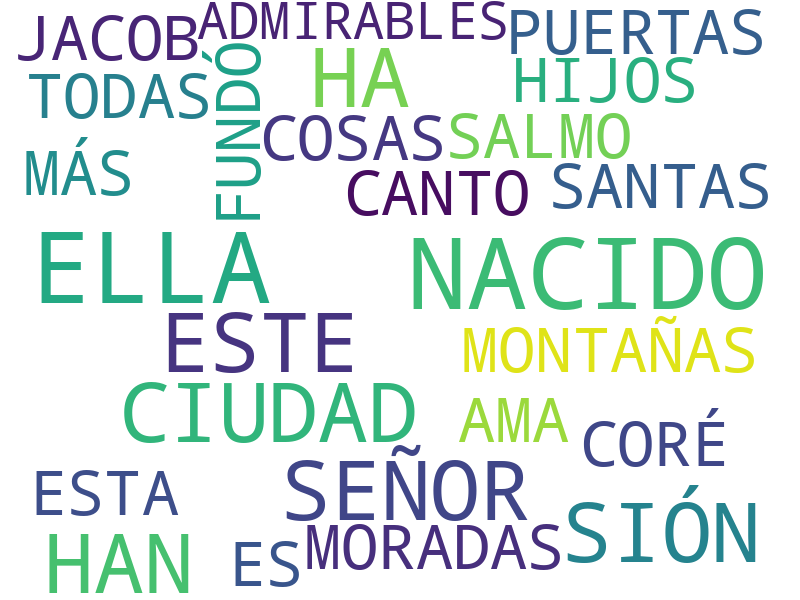 JACOB
ADMIRABLES
PUERTAS
TODAS
FUNDÓ
HA
HIJOS
COSAS
SALMO
MÁS
CANTO
SANTAS
ELLA
NACIDO
ESTE
MONTAÑAS
CIUDAD
AMA
CORÉ
ESTA
SEÑOR
SIÓN
HAN
ES
MORADAS